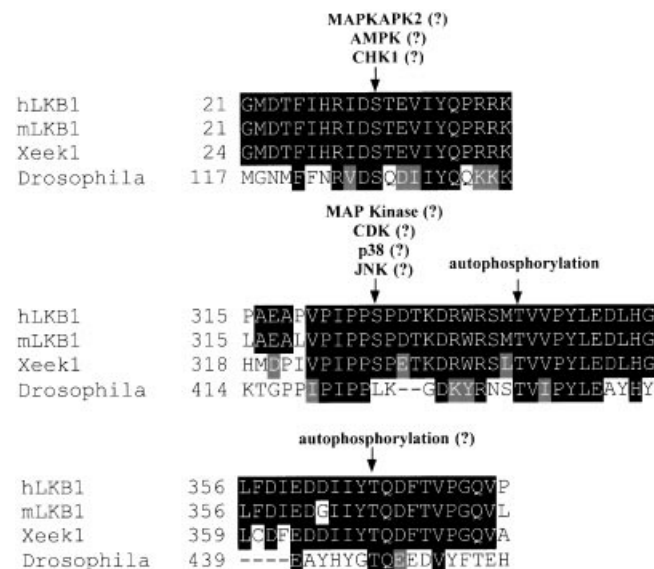 MAPKAPK2 (?)
AMPK (?)
CHK1 (?)
hLKB1 21 GMDTFIHRIDSTEVIYQPRRK
mLKB1 21 GMDTFIHRIDSTEVIYQPRRK
Xeek1 24 GMDTFIHRIDSTEVIYQPRRK
Drosophila 117 MGNMFFNRVDSQDIIYQQKKK
MAP Kinase (?)
CDK (?)
p38 (?)
JNK (?)
autophosphorylation
hLKB1 315 PAEAPVPIPPSPDTKDRWRSMTVVPYLEDLHG
mLKB1 315 LAEALVPIPPSPDTKDRWRSMTVVPYLEDLHG
Xeek1 318 HMDPIVPIPPSPETKDRWRSLTVVPYLEDLHG
Drosophila 414 KTGPPIPIPPLK--GDKYRNSTVIPYLEAYHY
autophosphorylation (?)
hLKB1 356 LFDIEDDIIYTQDFTVPGQVP
mLKB1 356 LFDIEDGIIYTQDFTVPGQVL
Xeek1 359 LCDFEDDIIYTQDFTVPGQVA
Drosophila 439 ----EAYHYGTQEEDVYFTEH